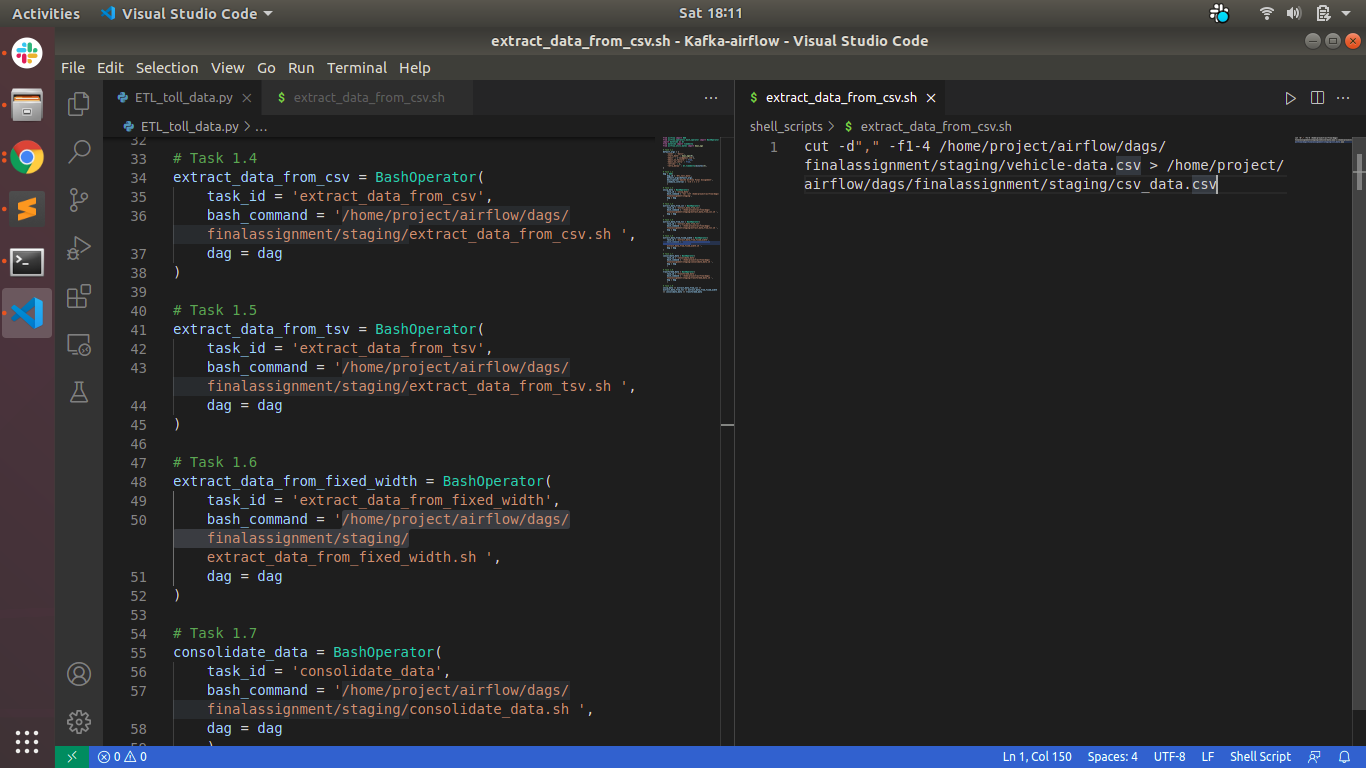 Activities Visual Studio Code Sat 18:11
extract_data_from_csv.sh - Kafka-airflow - Visual Studio Code
File Edit Selection View Go Run Terminal Help
ETL_toll_data.py $ extract_data_from_csv.sh ...
ETL_toll_data.py > ...
32
33 # Task 1.4
34 extract_data_from_csv = BashOperator(
35 task_id = 'extract_data_from_csv',
36 bash_command = '/home/project/airflow/dags/
finalassignment/staging/extract_data_from_csv.sh ',
37 dag = dag
38 )
39
40 # Task 1.5
41 extract_data_from_tsv = BashOperator(
42 task_id = 'extract_data_from_tsv',
43 bash_command = '/home/project/airflow/dags/
finalassignment/staging/extract_data_from_tsv.sh ',
44 dag = dag
45 )
46
47 # Task 1.6
48 extract_data_from_fixed_width = BashOperator(
49 task_id = 'extract_data_from_fixed_width',
50 bash_command = '/home/project/airflow/dags/
finalassignment/staging/
extract_data_from_fixed_width.sh ',
51 dag = dag
52 )
53
54 # Task 1.7
55 consolidate_data = BashOperator(
56 task_id = 'consolidate_data',
57 bash_command = '/home/project/airflow/dags/
finalassignment/staging/consolidate_data.sh ',
58 dag = dag
59 )
$ extract_data_from_csv.sh ...
shell_scripts > $ extract_data_from_csv.sh
1 cut -d"," -f1-4 /home/project/airflow/dags/
finalassignment/staging/vehicle-data.csv > /home/project/
airflow/dags/finalassignment/staging/csv_data.csv
0 0 Ln 1, Col 150 Spaces: 4 UTF-8 LF Shell Script